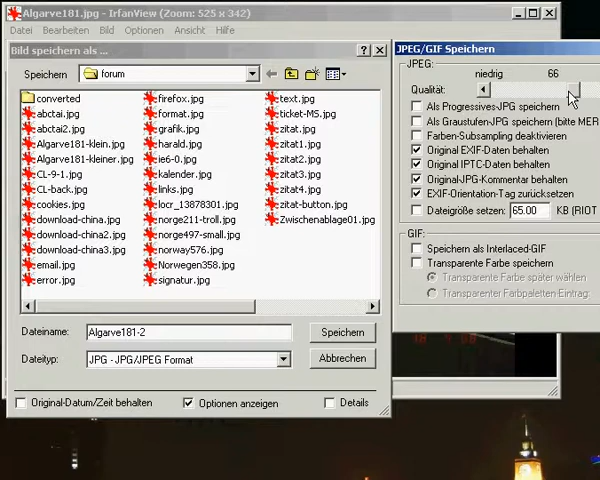 Algarve181.jpg - IrfanView (Zoom: 525 x 342)
Datei Bearbeiten Bild Optionen Ansicht Hilfe
Bild speichern als ...
Speichern
forum
converted
abctai.jpg
abctai2.jpg
Algarve181-klein.jpg
Algarve181-kleiner.jpg
CL-9-1.jpg
CL-back.jpg
cookies.jpg
download-china.jpg
download-china2.jpg
download-china3.jpg
email.jpg
error.jpg
firefox.jpg
format.jpg
grafik.jpg
harald.jpg
ie6-0.jpg
kalender.jpg
links.jpg
locr_13878301.jpg
norge211-troll.jpg
norge497-small.jpg
norway576.jpg
Norwegen358.jpg
signatur.jpg
text.jpg
ticket-MS.jpg
zitat.jpg
zitat1.jpg
zitat2.jpg
zitat3.jpg
zitat4.jpg
zitat-button.jpg
Zwischenablage01.jpg
Dateiname: Algarve181-2 Speichern
Dateityp: JPG - JPG/JPEG Format Abbrechen
Original-Datum/Zeit behalten Optionen anzeigen Details
JPEG/GIF Speichern
JPEG:
niedrig 66
Qualität:
Als Progressives-JPG speichern
Als Graustufen-JPG speichern (bitte MER
Farben-Subsampling deaktivieren
Original EXIF-Daten behalten
Original IPTC-Daten behalten
Original-JPG-Kommentar behalten
EXIF-Orientation-Tag zurücksetzen
Dateigröße setzen: 65.00 KB (RIOT
GIF:
Speichern als Interlaced-GIF
Transparente Farbe speichern
Transparente Farbe später wählen
Transparenter Farbpaletten-Eintrag: